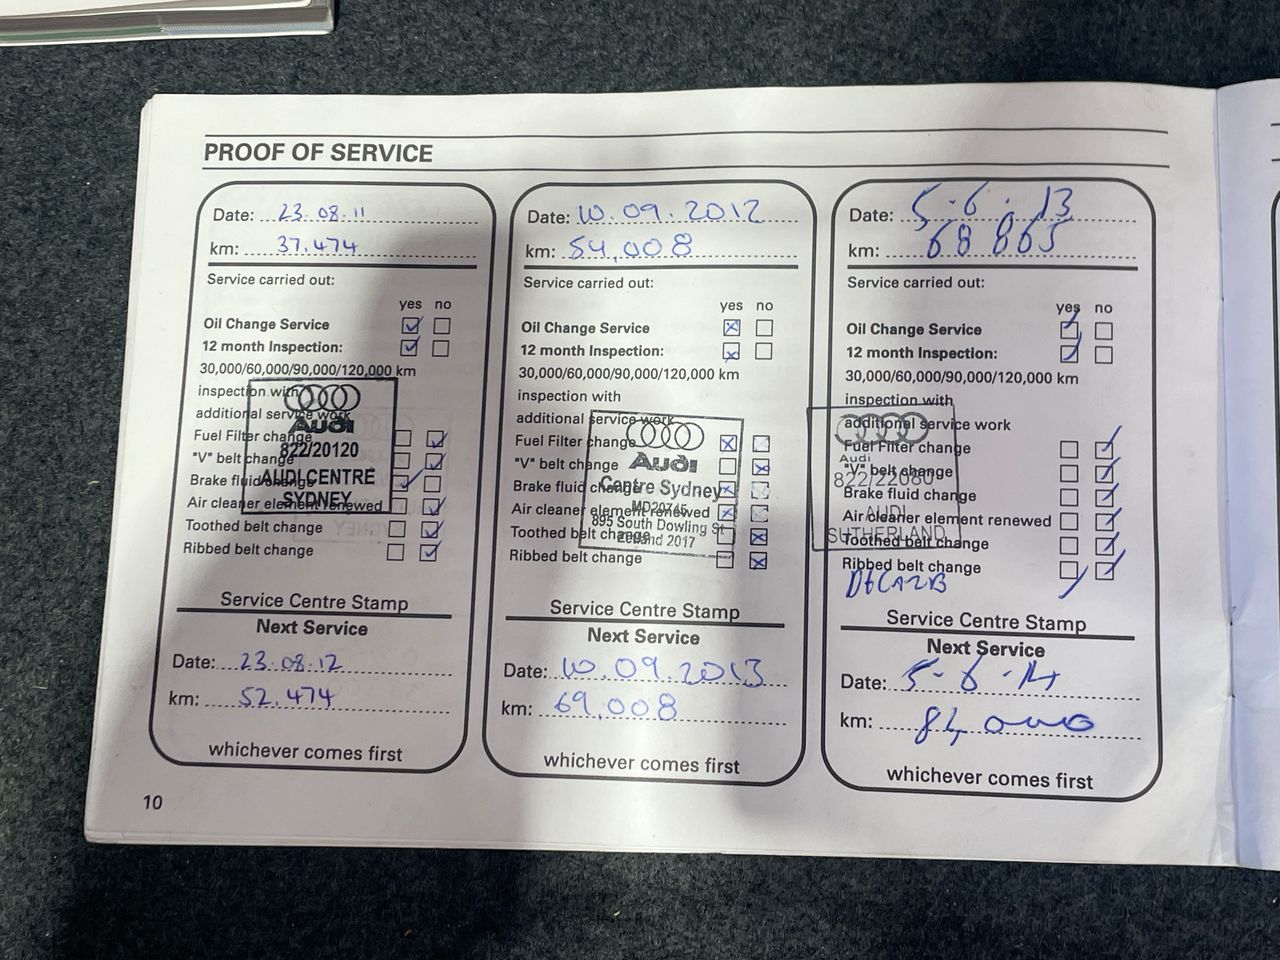 PROOF OF SERVICE
Date: 23.08.11
km: 37.474
Service carried out:
yes no
Oil Change Service
12 month Inspection:
30,000/60,000/90,000/120,000 km
inspection with
additional service work
Fuel Filter change
"V" belt change
Brake fluid change
Air cleaner element renewed
Toothed belt change
Ribbed belt change
Audi
822/20120
AUDI CENTRE
SYDNEY
Service Centre Stamp
Next Service
Date: 23.08.12
km: 52.474
whichever comes first
Date: 10.09.2012
km: 54,008
Service carried out:
yes no
Oil Change Service
12 month Inspection:
30,000/60,000/90,000/120,000 km
inspection with
additional service work
Fuel Filter change
"V" belt change
Brake fluid change
Air cleaner element renewed
Toothed belt change
Ribbed belt change
Audi
Centre Sydney
MD20745
895 South Dowling St
Zetland 2017
Service Centre Stamp
Next Service
Date: 10.09.2013
km: 69,008
whichever comes first
Date: 5-6-13
km: 68 865
Service carried out:
yes no
Oil Change Service
12 month Inspection:
30,000/60,000/90,000/120,000 km
inspection with
additional service work
Fuel Filter change
"V" belt change
Brake fluid change
Air cleaner element renewed
Toothed belt change
Ribbed belt change
Audi
822/22080
AUDI
SUTHERLAND
Service Centre Stamp
Next Service
Date: 5-6-14
km:
whichever comes first
10